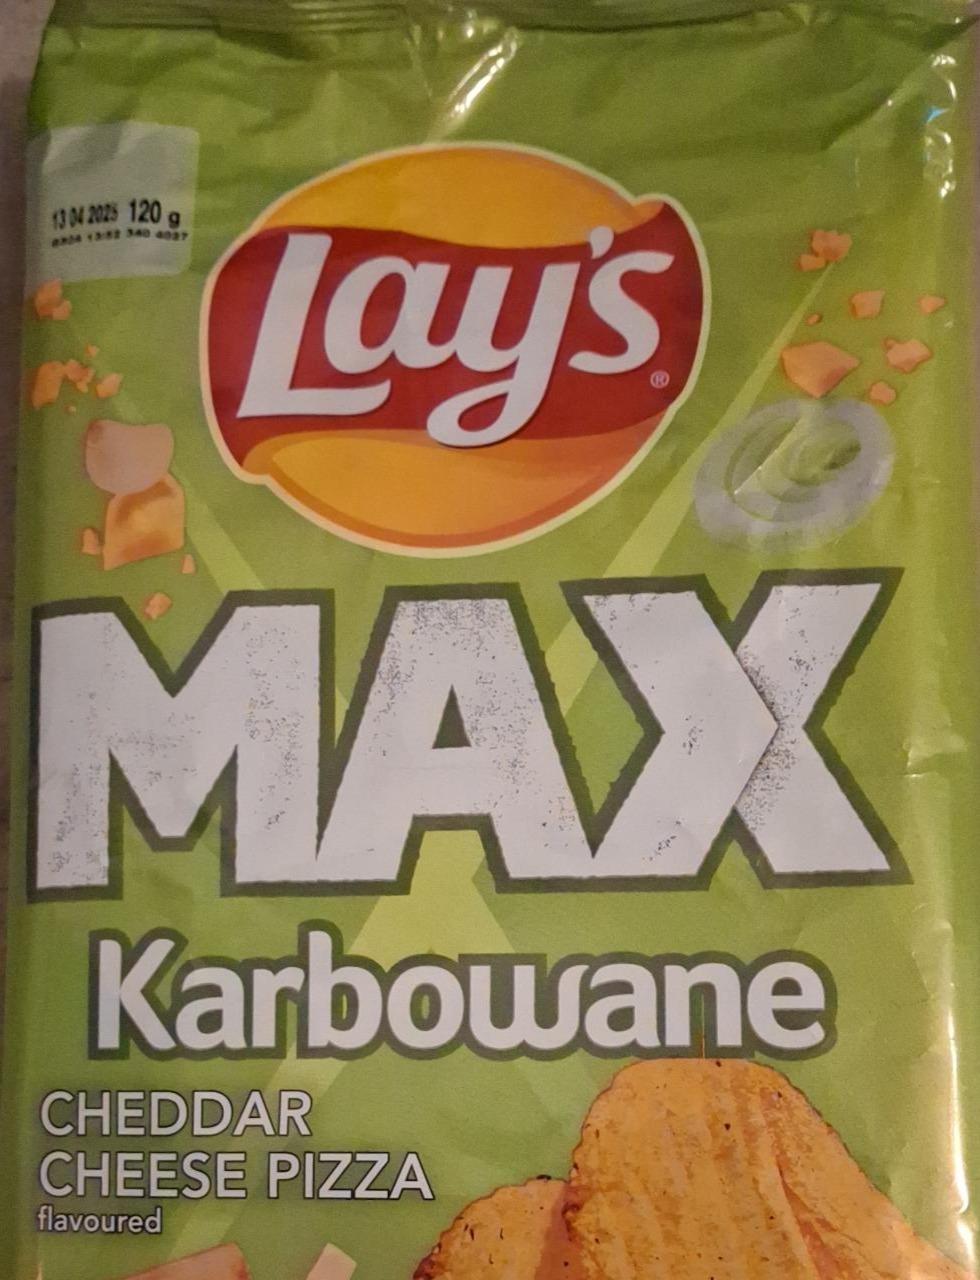 13 04 2025 120 g
Lay's®
MAX
Karbowane
CHEDDAR
CHEESE PIZZA
flavoured